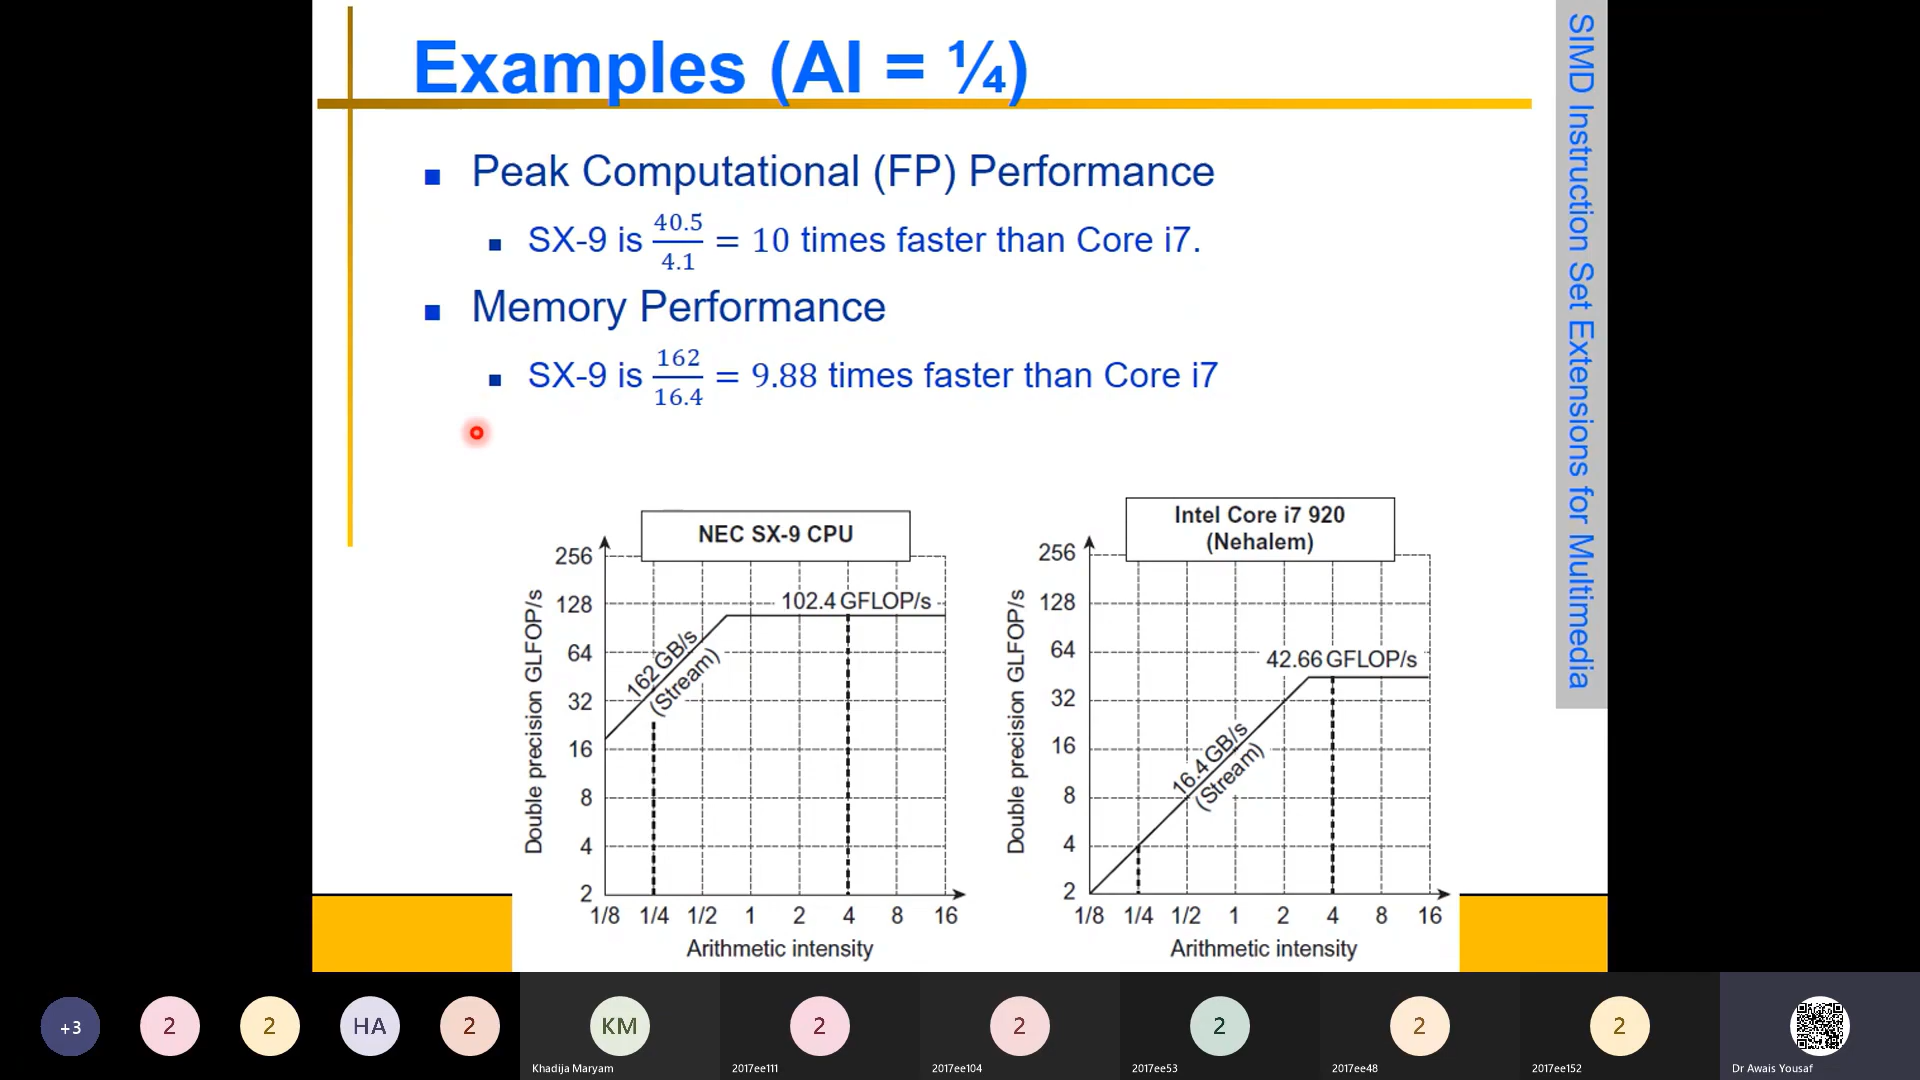 Examples (AI = ¼)
Peak Computational (FP) Performance
SX-9 is 40.5/4.1 = 10 times faster than Core i7.
Memory Performance
SX-9 is 162/16.4 = 9.88 times faster than Core i7
SIMD Instruction Set Extensions for Multimedia
NEC SX-9 CPU
Double precision GLFOP/s
256
128
64
32
16
8
4
2
102.4 GFLOP/s
162 GB/s
(Stream)
1/8 1/4 1/2 1 2 4 8 16
Arithmetic intensity
Intel Core i7 920
(Nehalem)
Double precision GLFOP/s
256
128
64
32
16
8
4
2
42.66 GFLOP/s
16.4 GB/s
(Stream)
1/8 1/4 1/2 1 2 4 8 16
Arithmetic intensity
+3 2 2 HA 2 KM 2 2 2 2 2
Khadija Maryam 2017ee111 2017ee104 2017ee53 2017ee48 2017ee152 Dr Awais Yousaf